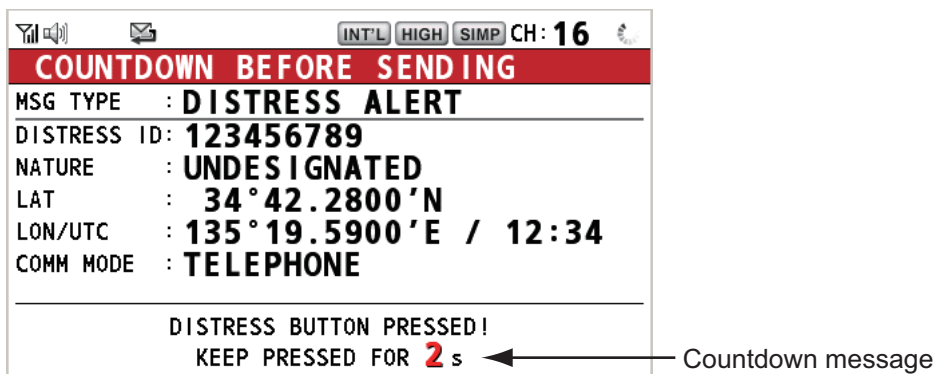 INT'L HIGH SIMP CH: 16
COUNTDOWN BEFORE SENDING
MSG TYPE : DISTRESS ALERT
DISTRESS ID: 123456789
NATURE : UNDESIGNATED
LAT : 34°42.2800'N
LON/UTC : 135°19.5900'E / 12:34
COMM MODE : TELEPHONE
DISTRESS BUTTON PRESSED!
KEEP PRESSED FOR 2 s
Countdown message